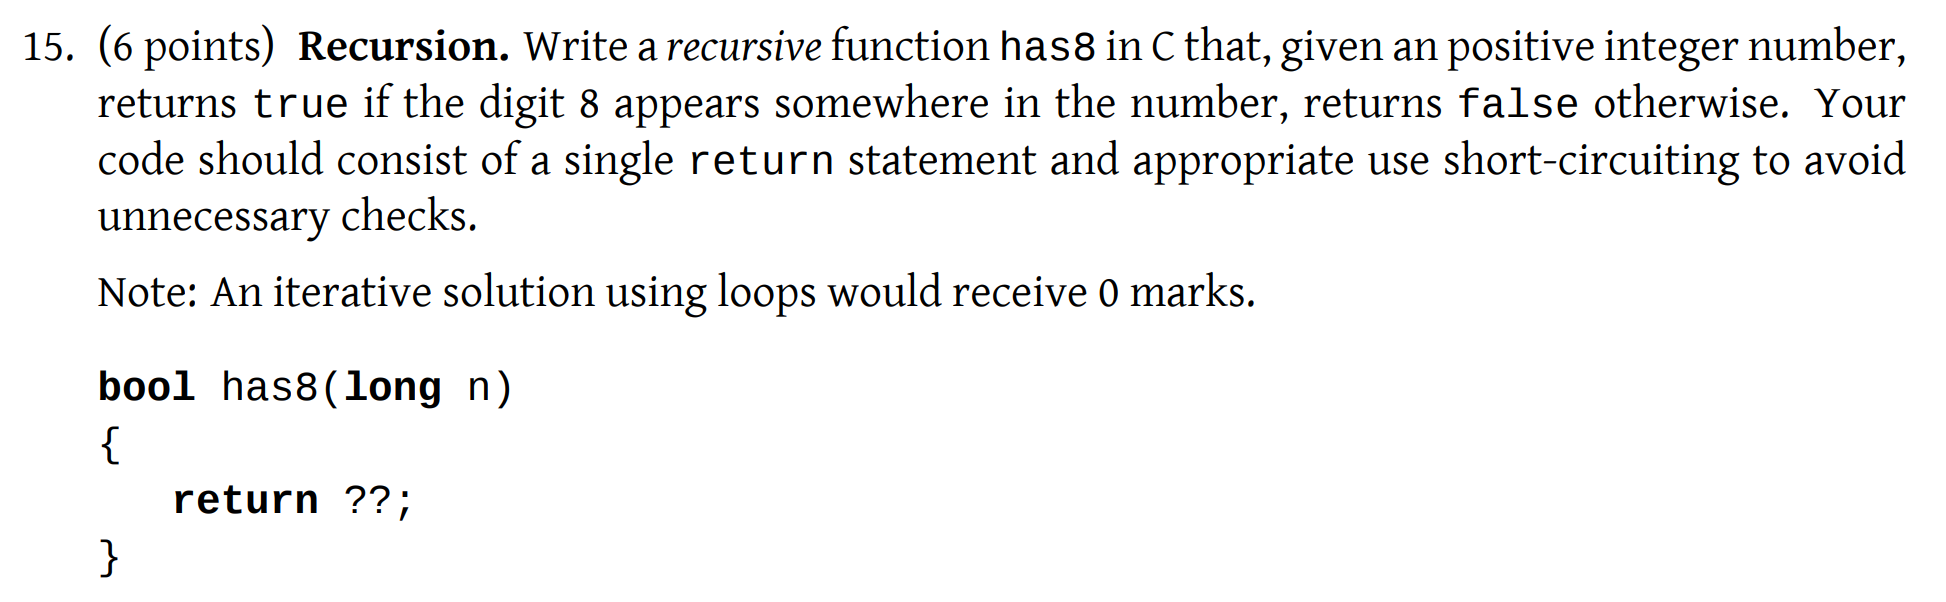 15. (6 points) Recursion. Write a recursive function has8 in C that, given an positive integer number,
returns true if the digit 8 appears somewhere in the number, returns false otherwise. Your
code should consist of a single return statement and appropriate use short-circuiting to avoid
unnecessary checks.
Note: An iterative solution using loops would receive 0 marks.
bool has8(long n)
{
   return ??;
}